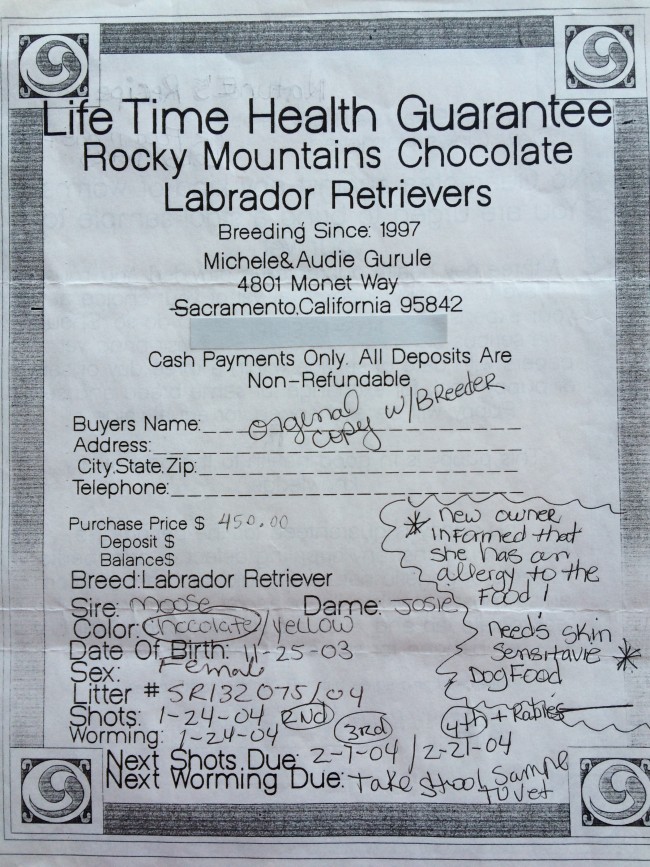 Life Time Health Guarantee
Rocky Mountains Chocolate
Labrador Retrievers
Breeding Since: 1997
Michele&Audie Gurule
4801 Monet Way
Sacramento,California 95842
Cash Payments Only. All Deposits Are
Non-Refundable
Buyers Name: orgenal copy w/BReeder
Address:
City.State.Zip:
Telephone:
Purchase Price $ 450.00
Deposit $
Balance$
Breed:Labrador Retriever
Sire: Moose Dame: Josie
Color: Chocolate/yellow
Date Of Birth: 11-25-03
Sex: Female
Litter # SR132075/04
Shots: 1-24-04 2nd 3rd 4th + Rabies
Worming: 1-24-04
Next Shots Due: 2-7-04 / 2-21-04
Next Worming Due: Take Stool Sample
TO Vet
* New owner
informed that
she has an
allergy to the
Food!
Needs Skin
Sensitavie *
Dog Food